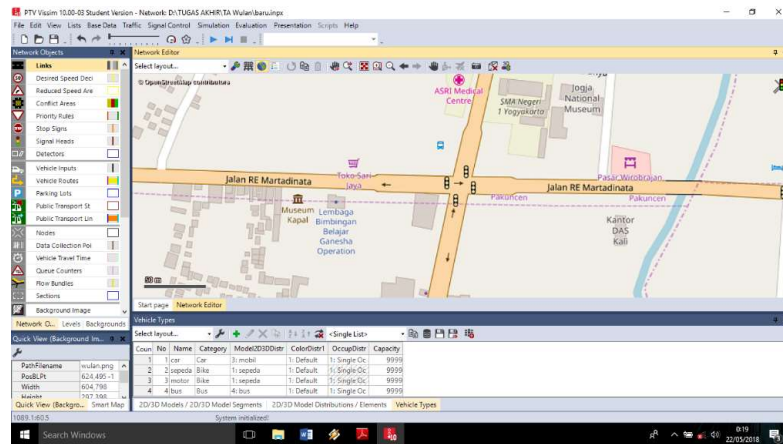 PTV Vissim 10.00-03 Student Version - Network: D:\TUGAS AKHIR\TA Wulan\baru.inpx
File Edit View Lists Base Data Traffic Signal Control Simulation Evaluation Presentation Scripts Help
Network Objects
Network Editor
Select layout...
Links
Desired Speed Deci
Reduced Speed Are
Conflict Areas
Priority Rules
Stop Signs
Signal Heads
Detectors
Vehicle Inputs
Vehicle Routes
Parking Lots
Public Transport St
Public Transport Lin
Nodes
Data Collection Poi
Vehicle Travel Time
Queue Counters
Flow Bundles
Sections
Background Image
Network O... Levels Backgrounds
© OpenStreetMap contributors
ASRI Medical
Centre
SMA Negeri
1 Yogyakarta
Jogja
National
Museum
Toko Sari
Jaya
Jalan RE Martadinata
Pasar Wirobrajan
Jalan RE Martadinata
Pakuncen
Pakuncen
Museum
Kapal
Lembaga
Bimbingan
Belajar
Ganesha
Operation
Kantor
DAS
Kali
50 m
Start page Network Editor
Quick View (Background Im...
PathFilename wulan.png
PosBLPt 624,495 -1
Width 604,798
Height 297,398
Quick View (Backgro... Smart Map
Vehicle Types
Select layout... <Single List>
Coun No Name Category Model2D3DDistr ColorDistr1 OccupDistr Capacity
1 1 car Car 3: mobil 1: Default 1: Single Oc 9999
2 2 sepeda Bike 1: sepeda 1: Default 1: Single Oc 9999
3 3 motor Bike 1: sepeda 1: Default 1: Single Oc 9999
4 4 bus Bus 4: bus 1: Default 1: Single Oc 9999
2D/3D Models / 2D/3D Model Segments 2D/3D Model Distributions / Elements Vehicle Types
1089.1:60.5 System initialized!
Search Windows
0:19
22/05/2018